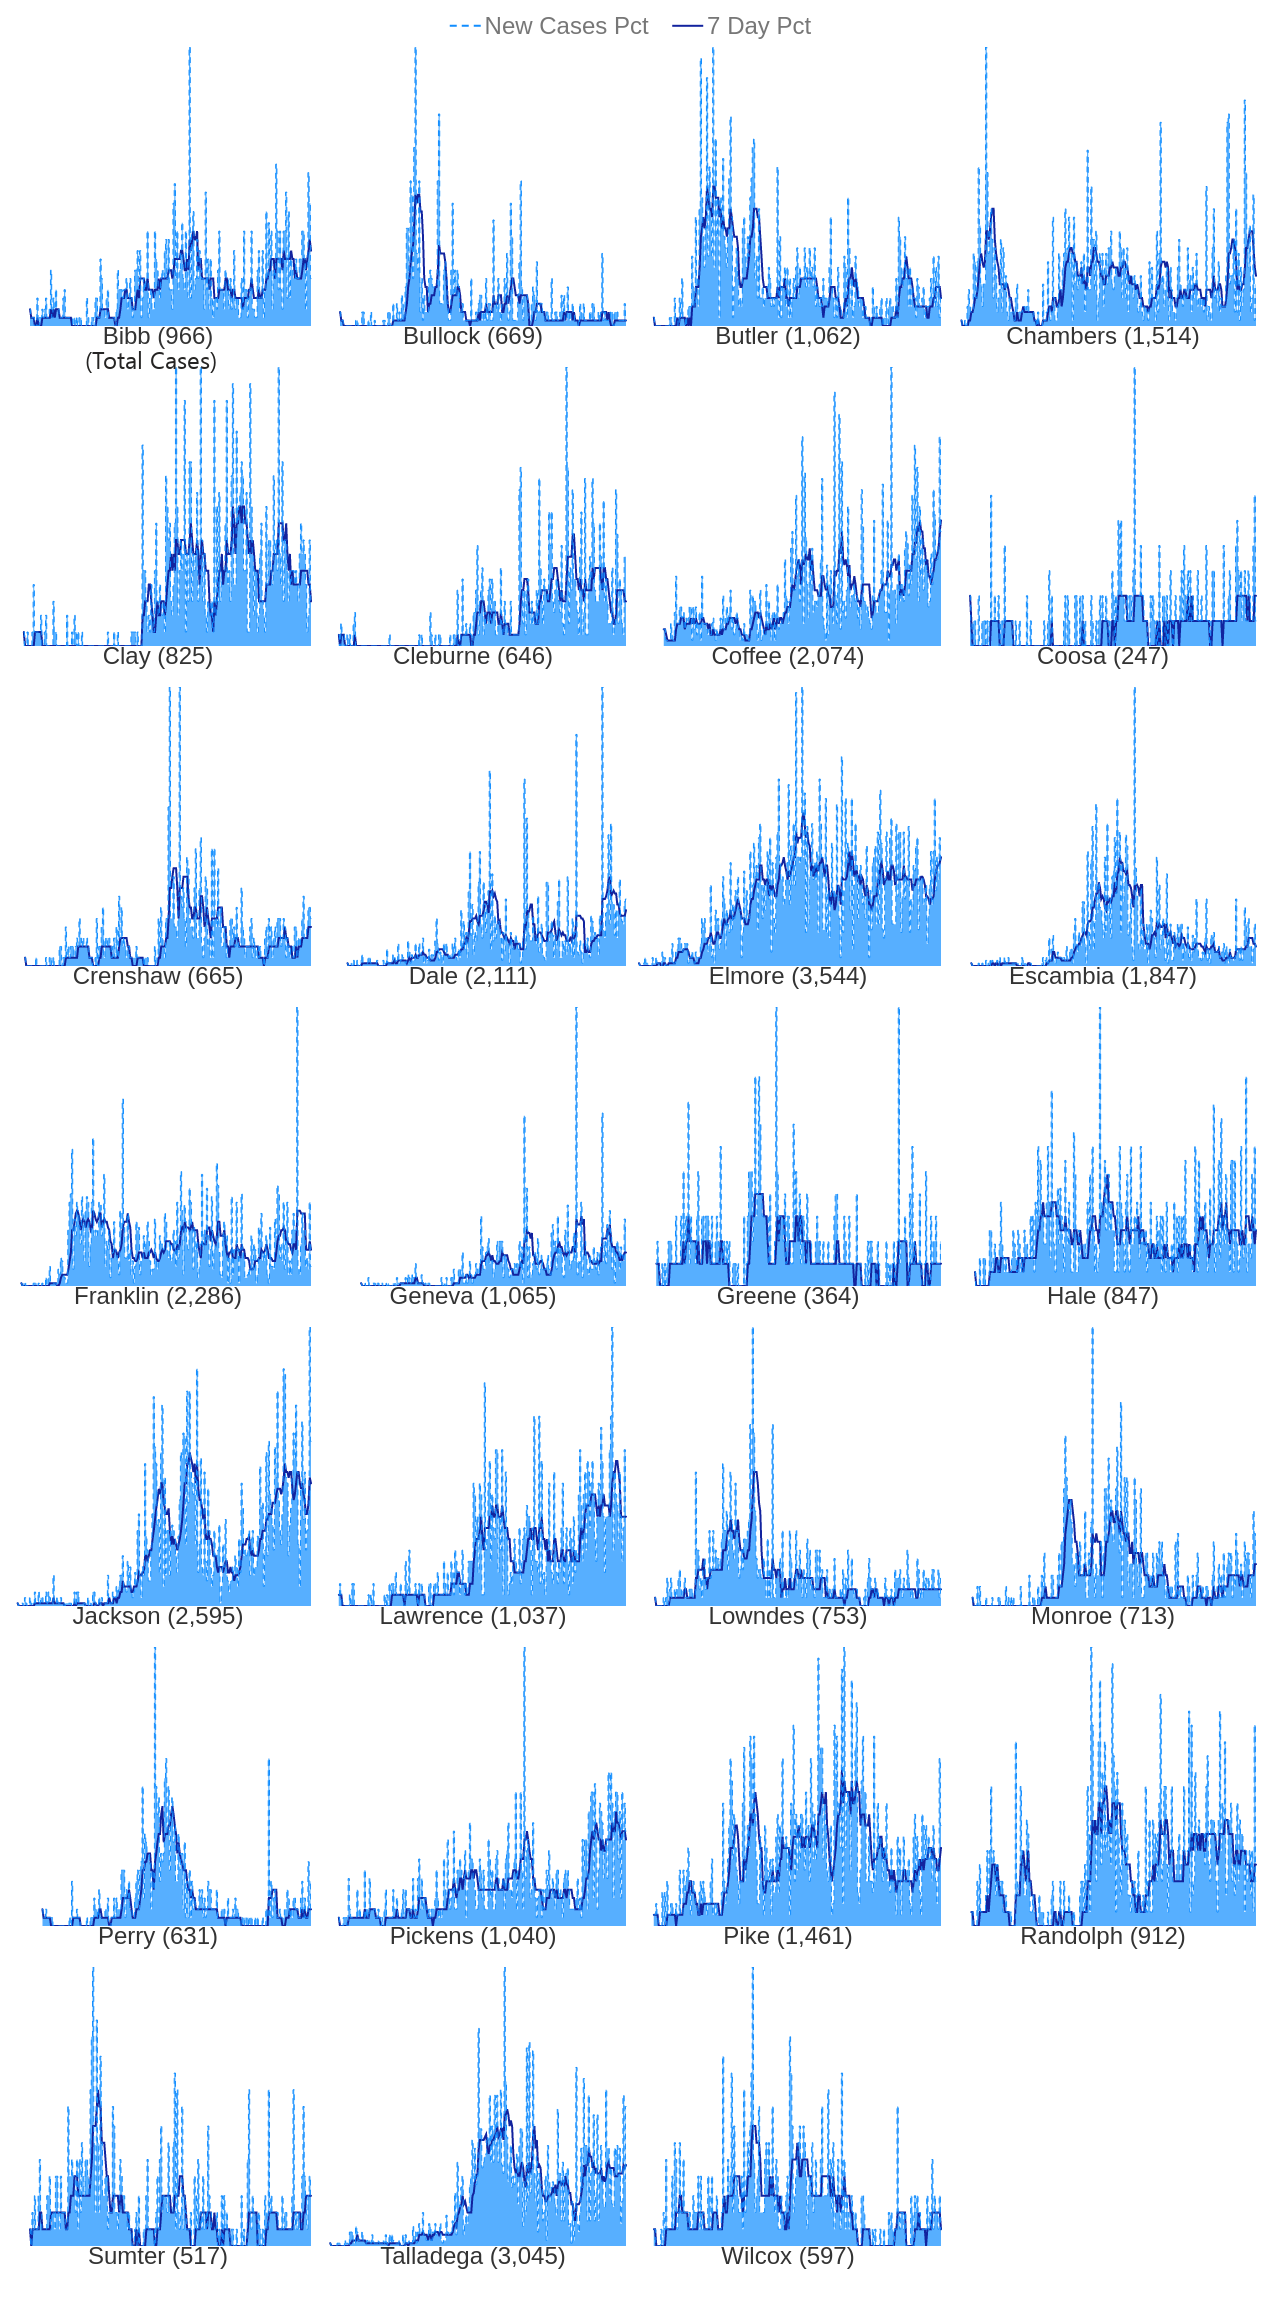 New Cases Pct 7 Day Pct
Bibb (966) Bullock (669) Butler (1,062) Chambers (1,514)
(Total Cases)
Clay (825) Cleburne (646) Coffee (2,074) Coosa (247)
Crenshaw (665) Dale (2,111) Elmore (3,544) Escambia (1,847)
Franklin (2,286) Geneva (1,065) Greene (364) Hale (847)
Jackson (2,595) Lawrence (1,037) Lowndes (753) Monroe (713)
Perry (631) Pickens (1,040) Pike (1,461) Randolph (912)
Sumter (517) Talladega (3,045) Wilcox (597)